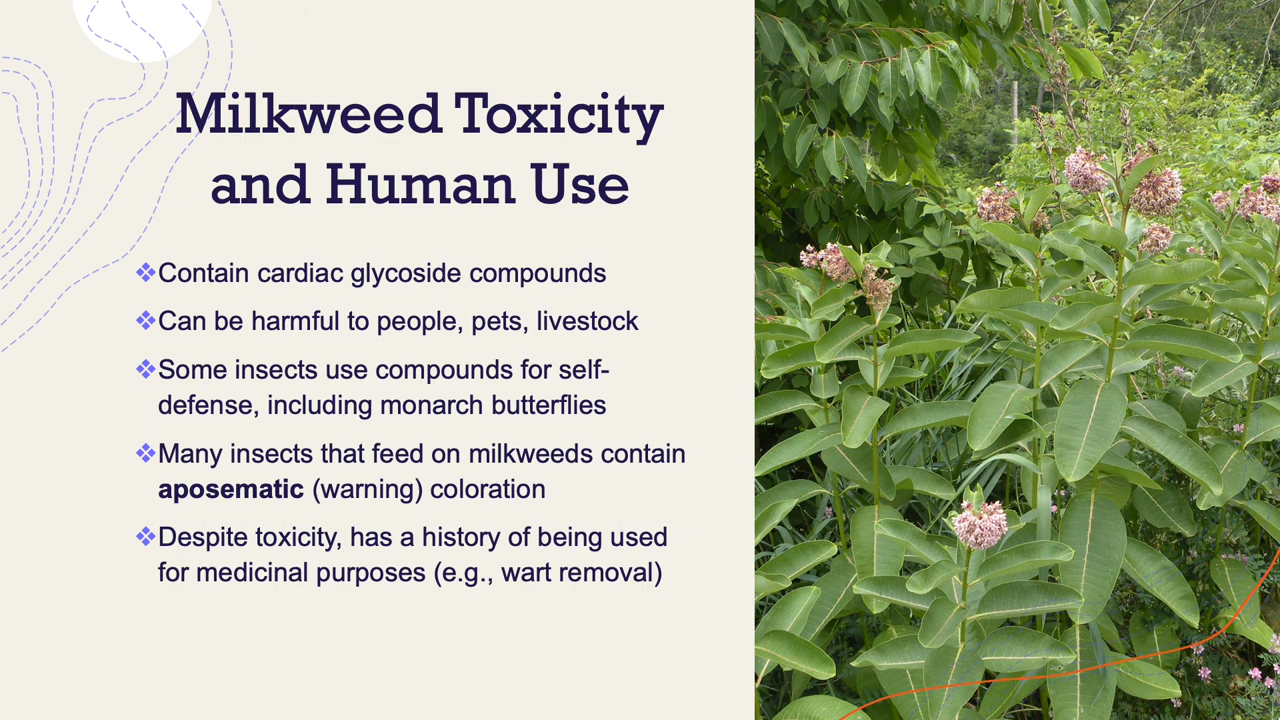 Milkweed Toxicity
and Human Use
❖Contain cardiac glycoside compounds
❖Can be harmful to people, pets, livestock
❖Some insects use compounds for self-
defense, including monarch butterflies
❖Many insects that feed on milkweeds contain
aposematic (warning) coloration
❖Despite toxicity, has a history of being used
for medicinal purposes (e.g., wart removal)